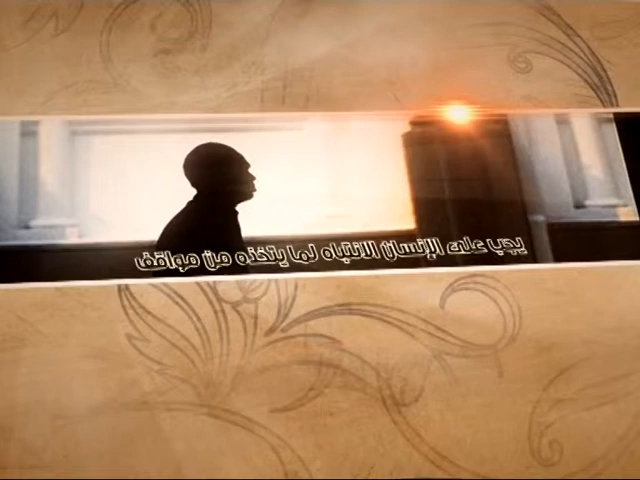 يجب على الإنسان الانتباه لما يتخذه من مواقف